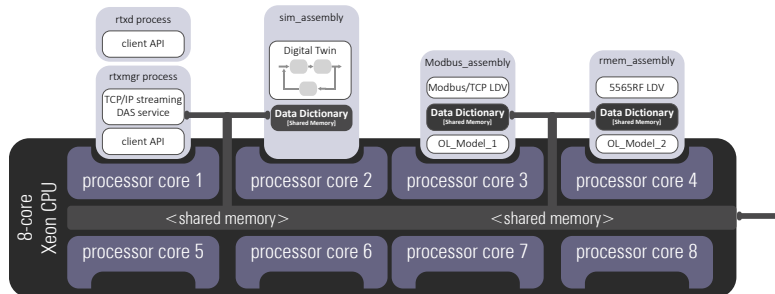 rtxd process
client API
rtxmgr process
TCP/IP streaming
DAS service
client API
sim_assembly
Digital Twin
Data Dictionary
[Shared Memory]
Modbus_assembly
Modbus/TCP LDV
Data Dictionary
[Shared Memory]
OL_Model_1
rmem_assembly
5565RF LDV
Data Dictionary
[Shared Memory]
OL_Model_2
8-core
Xeon CPU
processor core 1
processor core 2
processor core 3
processor core 4
<shared memory>
<shared memory>
processor core 5
processor core 6
processor core 7
processor core 8